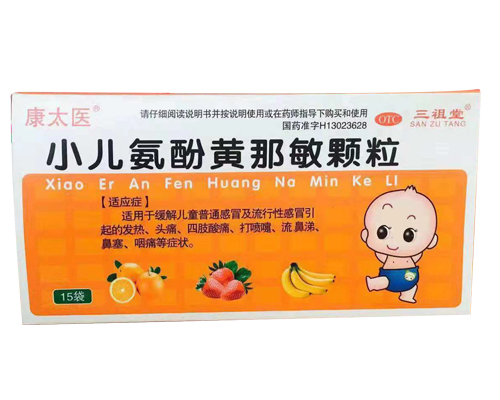 康太医®
请仔细阅读说明书并按说明使用或在药师指导下购买和使用
国药准字H13023628
OTC
三祖堂®
SAN ZU TANG
小儿氨酚黄那敏颗粒
Xiao Er An Fen Huang Na Min Ke LI
【适应症】
适用于缓解儿童普通感冒及流行性感冒引
起的发热、头痛、四肢酸痛、打喷嚏、流鼻涕、
鼻塞、咽痛等症状。
15袋